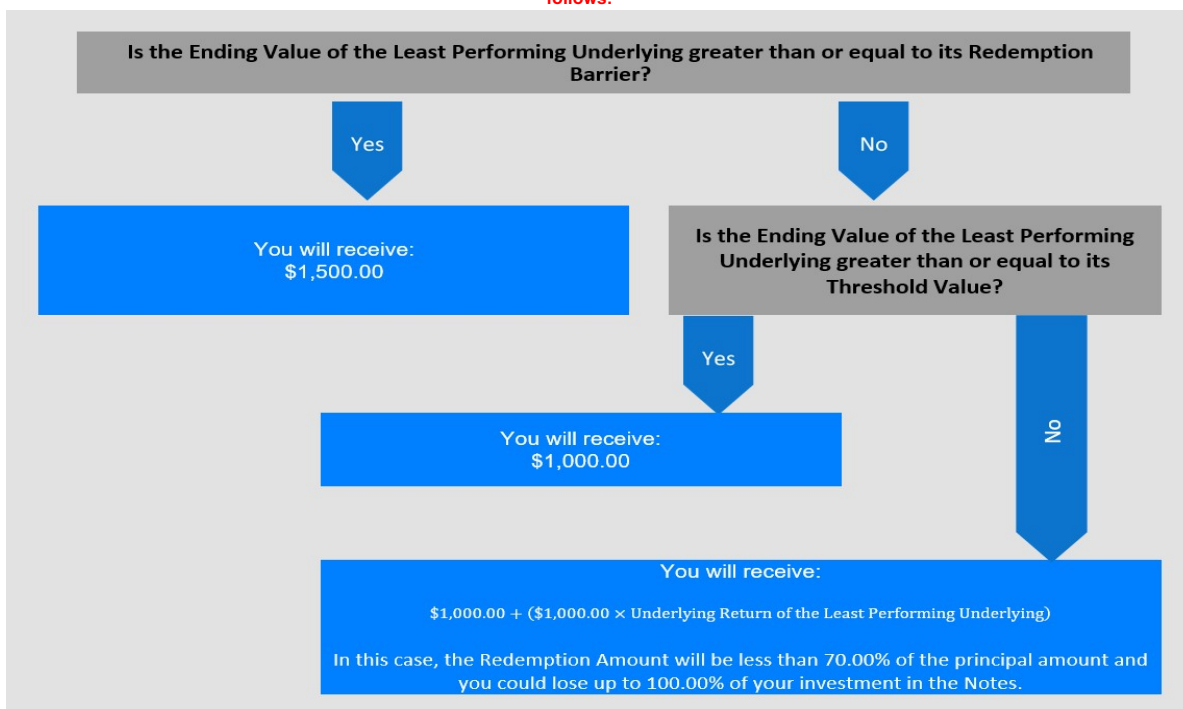 follows:
Is the Ending Value of the Least Performing Underlying greater than or equal to its Redemption
Barrier?
Yes
No
You will receive:
$1,500.00
Is the Ending Value of the Least Performing
Underlying greater than or equal to its
Threshold Value?
Yes
No
You will receive:
$1,000.00
You will receive:
$1,000.00 + ($1,000.00 × Underlying Return of the Least Performing Underlying)
In this case, the Redemption Amount will be less than 70.00% of the principal amount and
you could lose up to 100.00% of your investment in the Notes.